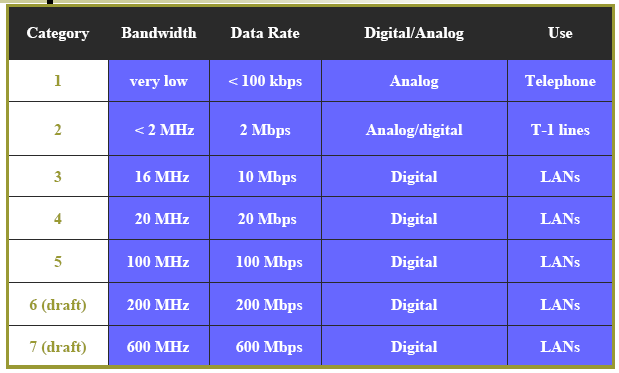 Category Bandwidth Data Rate Digital/Analog Use
1 very low < 100 kbps Analog Telephone
2 < 2 MHz 2 Mbps Analog/digital T-1 lines
3 16 MHz 10 Mbps Digital LANs
4 20 MHz 20 Mbps Digital LANs
5 100 MHz 100 Mbps Digital LANs
6 (draft) 200 MHz 200 Mbps Digital LANs
7 (draft) 600 MHz 600 Mbps Digital LANs